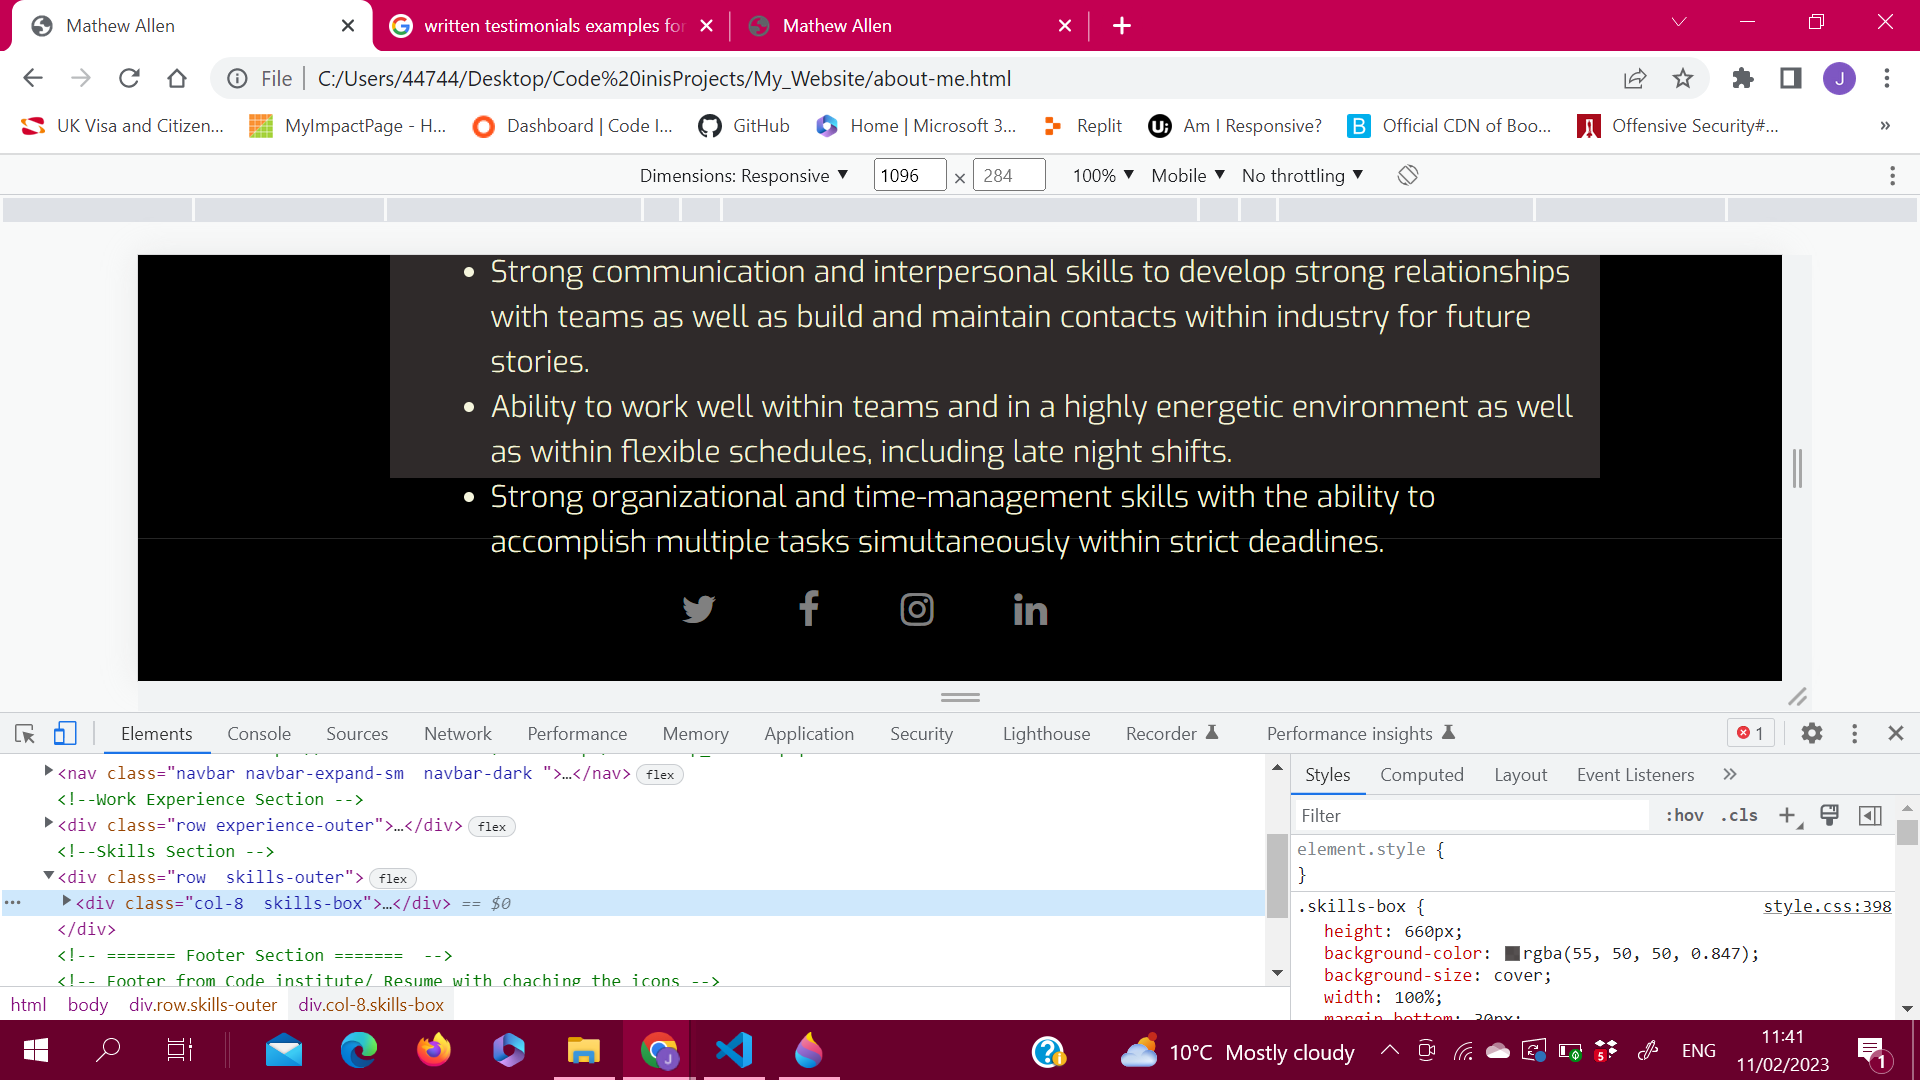 Mathew Allen
written testimonials examples for
Mathew Allen
File
C:/Users/44744/Desktop/Code%20inisProjects/My_Website/about-me.html
J
UK Visa and Citizen...
MyImpactPage - H...
Dashboard | Code I...
GitHub
Home | Microsoft 3...
Replit
Am I Responsive?
Official CDN of Boo...
Offensive Security#...
»
Dimensions: Responsive
1096 × 284
100%
Mobile
No throttling
• Strong communication and interpersonal skills to develop strong relationships
with teams as well as build and maintain contacts within industry for future
stories.
• Ability to work well within teams and in a highly energetic environment as well
as within flexible schedules, including late night shifts.
• Strong organizational and time-management skills with the ability to
accomplish multiple tasks simultaneously within strict deadlines.
Elements
Console
Sources
Network
Performance
Memory
Application
Security
Lighthouse
Recorder
Performance insights
1
<nav class="navbar navbar-expand-sm  navbar-dark ">…</nav> flex
<!--Work Experience Section -->
<div class="row experience-outer">…</div> flex
<!--Skills Section -->
<div class="row  skills-outer"> flex
<div class="col-8  skills-box">…</div> == $0
</div>
<!-- ======= Footer Section =======  -->
<!-- Footer from Code institute/ Resume with chaching the icons -->
html body div.row.skills-outer div.col-8.skills-box
Styles
Computed
Layout
Event Listeners
»
Filter
:hov .cls
element.style {
}
.skills-box {
style.css:398
height: 660px;
background-color: rgba(55, 50, 50, 0.847);
background-size: cover;
width: 100%;
margin-bottom: 30px;
10°C Mostly cloudy
ENG
11:41
11/02/2023
1